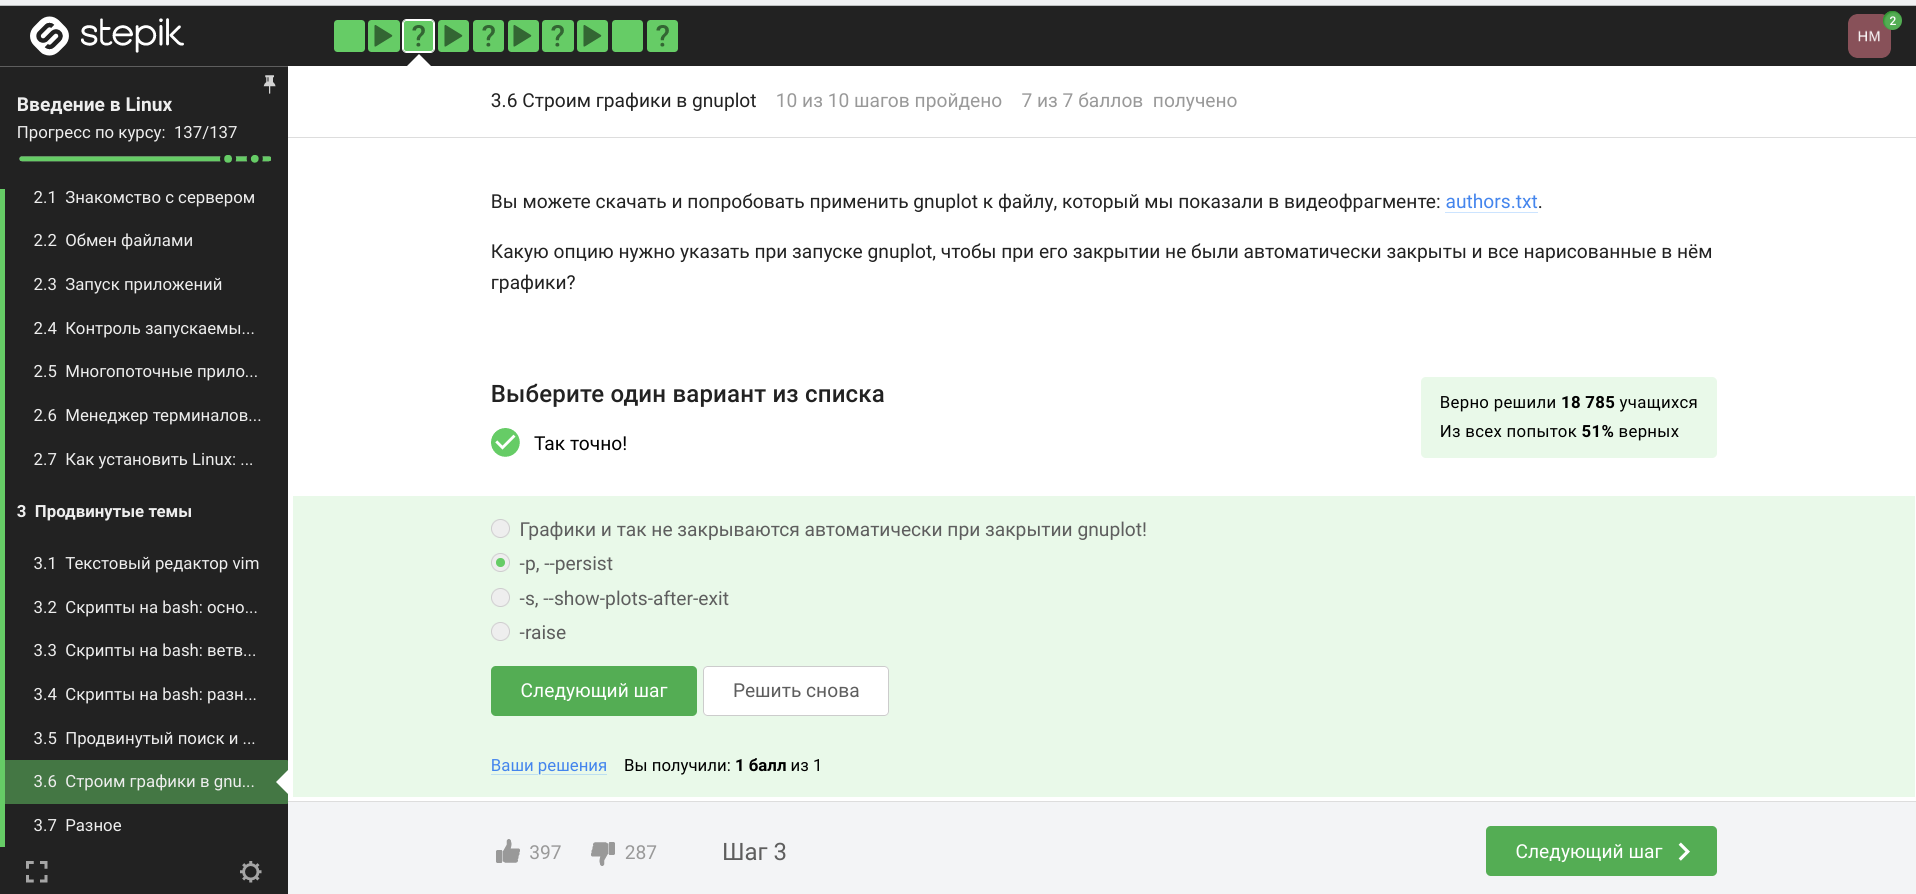 stepik
? ? ? ?
НМ
2
Введение в Linux
Прогресс по курсу: 137/137
2.1 Знакомство с сервером
2.2 Обмен файлами
2.3 Запуск приложений
2.4 Контроль запускаемы...
2.5 Многопоточные прило...
2.6 Менеджер терминалов...
2.7 Как установить Linux: ...
3 Продвинутые темы
3.1 Текстовый редактор vim
3.2 Скрипты на bash: осно...
3.3 Скрипты на bash: ветв...
3.4 Скрипты на bash: разн...
3.5 Продвинутый поиск и ...
3.6 Строим графики в gnu...
3.7 Разное
3.6 Строим графики в gnuplot 10 из 10 шагов пройдено 7 из 7 баллов получено
Вы можете скачать и попробовать применить gnuplot к файлу, который мы показали в видеофрагменте: authors.txt.
Какую опцию нужно указать при запуске gnuplot, чтобы при его закрытии не были автоматически закрыты и все нарисованные в нём
графики?
Выберите один вариант из списка
Так точно!
Верно решили 18 785 учащихся
Из всех попыток 51% верных
Графики и так не закрываются автоматически при закрытии gnuplot!
-p, --persist
-s, --show-plots-after-exit
-raise
Следующий шаг Решить снова
Ваши решения Вы получили: 1 балл из 1
397 287 Шаг 3 Следующий шаг